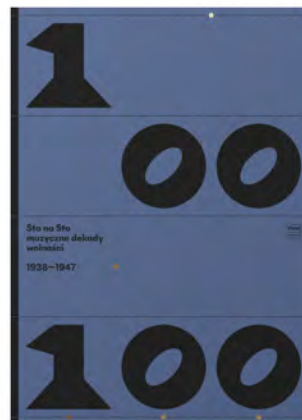 1
00
Sto na Sto
muzyczne dekady
wolności
1938–1947
100